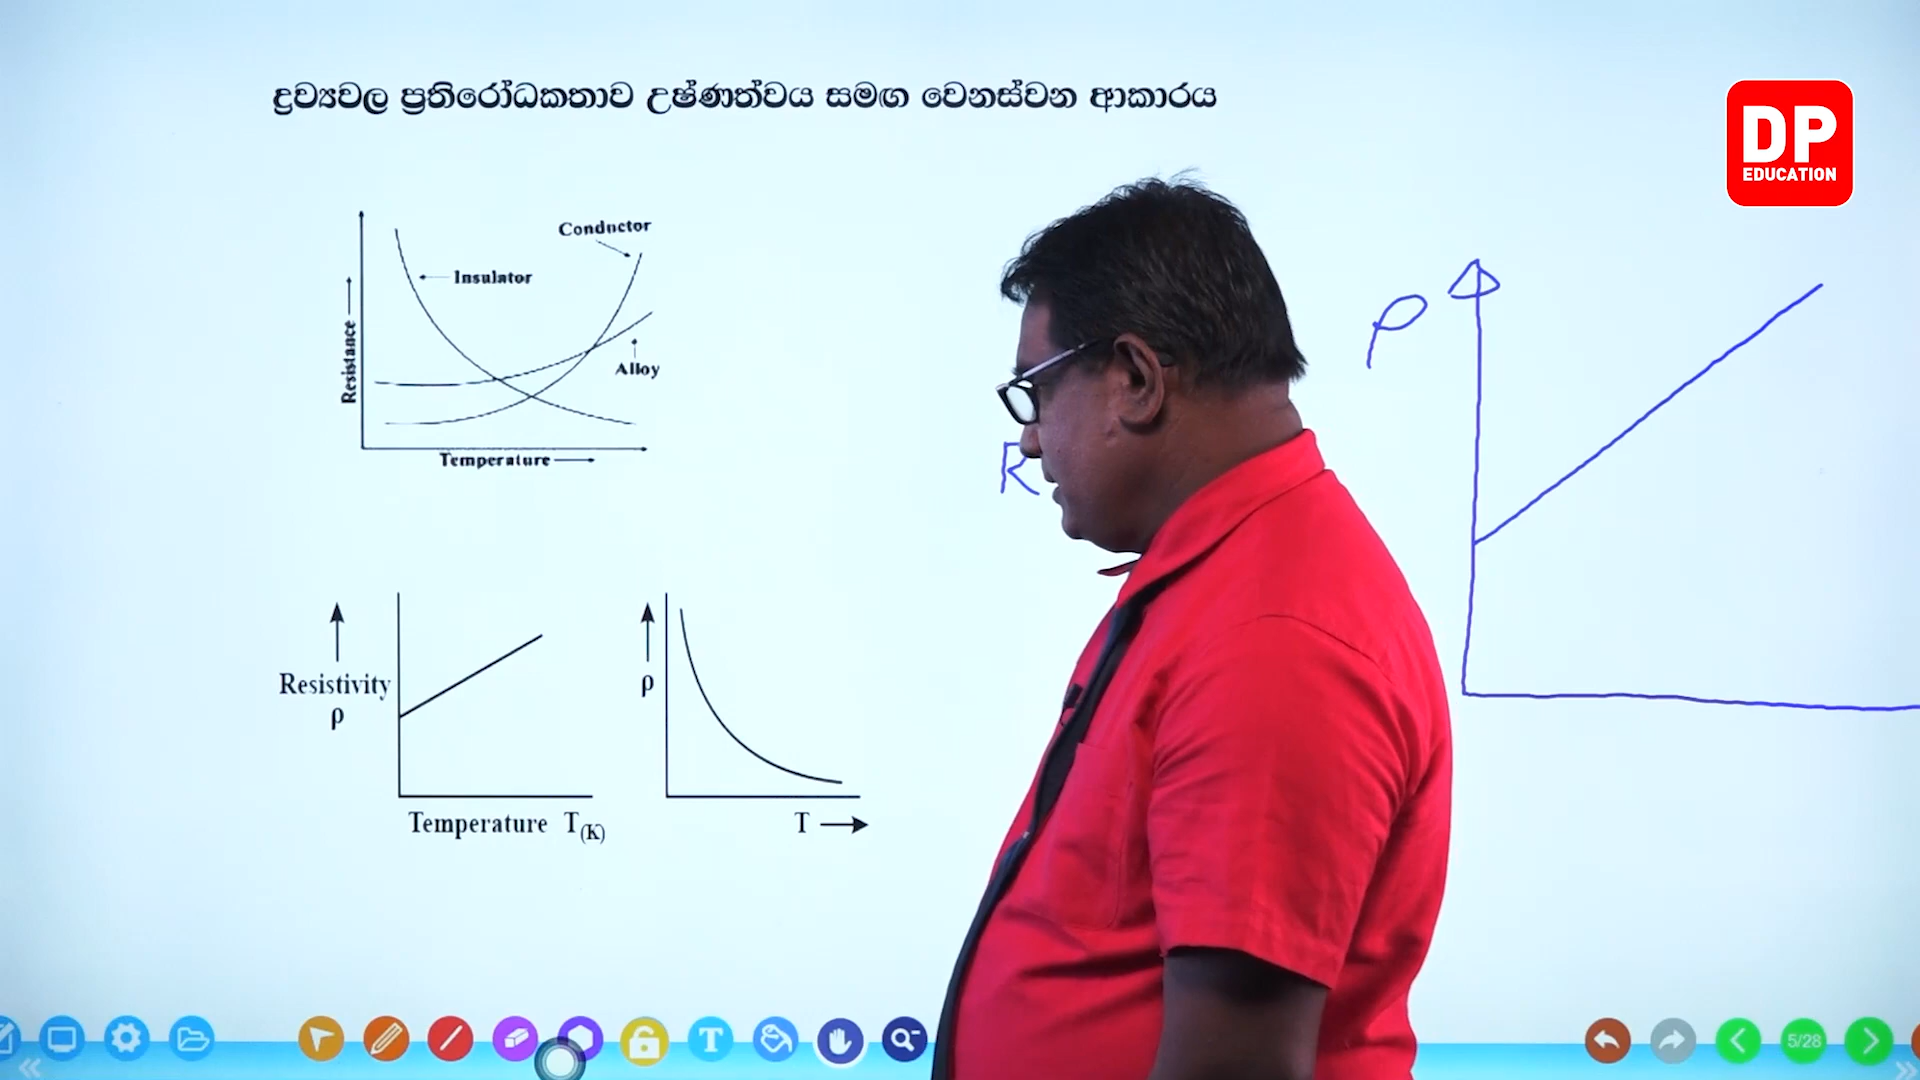 ද්‍රව්‍යවල ප්‍රතිරෝධකතාව උෂ්ණත්වය සමඟ වෙනස්වන ආකාරය
DP
EDUCATION
Conductor
Insulator
Alloy
Resistance
Temperature
ρ
R
Resistivity
ρ
Temperature T(K)
ρ
T
T
5/28